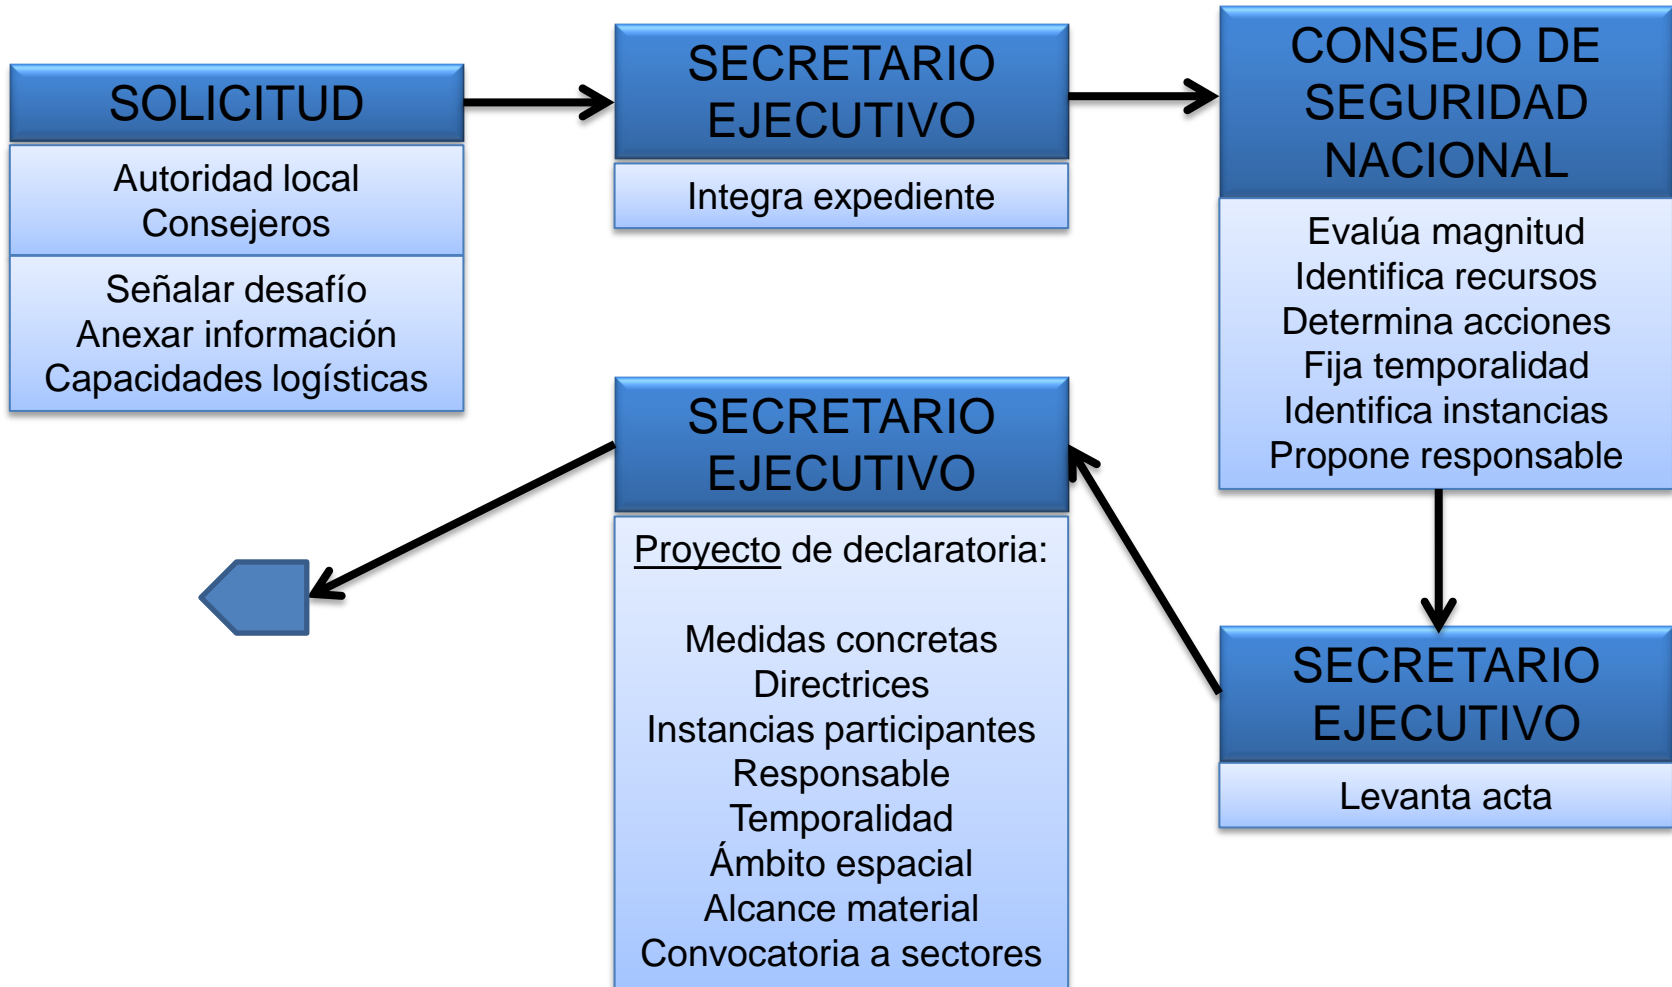 SOLICITUD
Autoridad local
Consejeros
Señalar desafío
Anexar información
Capacidades logísticas
SECRETARIO
EJECUTIVO
Integra expediente
CONSEJO DE
SEGURIDAD
NACIONAL
Evalúa magnitud
Identifica recursos
Determina acciones
Fija temporalidad
Identifica instancias
Propone responsable
SECRETARIO
EJECUTIVO
Levanta acta
SECRETARIO
EJECUTIVO
Proyecto de declaratoria:
Medidas concretas
Directrices
Instancias participantes
Responsable
Temporalidad
Ámbito espacial
Alcance material
Convocatoria a sectores